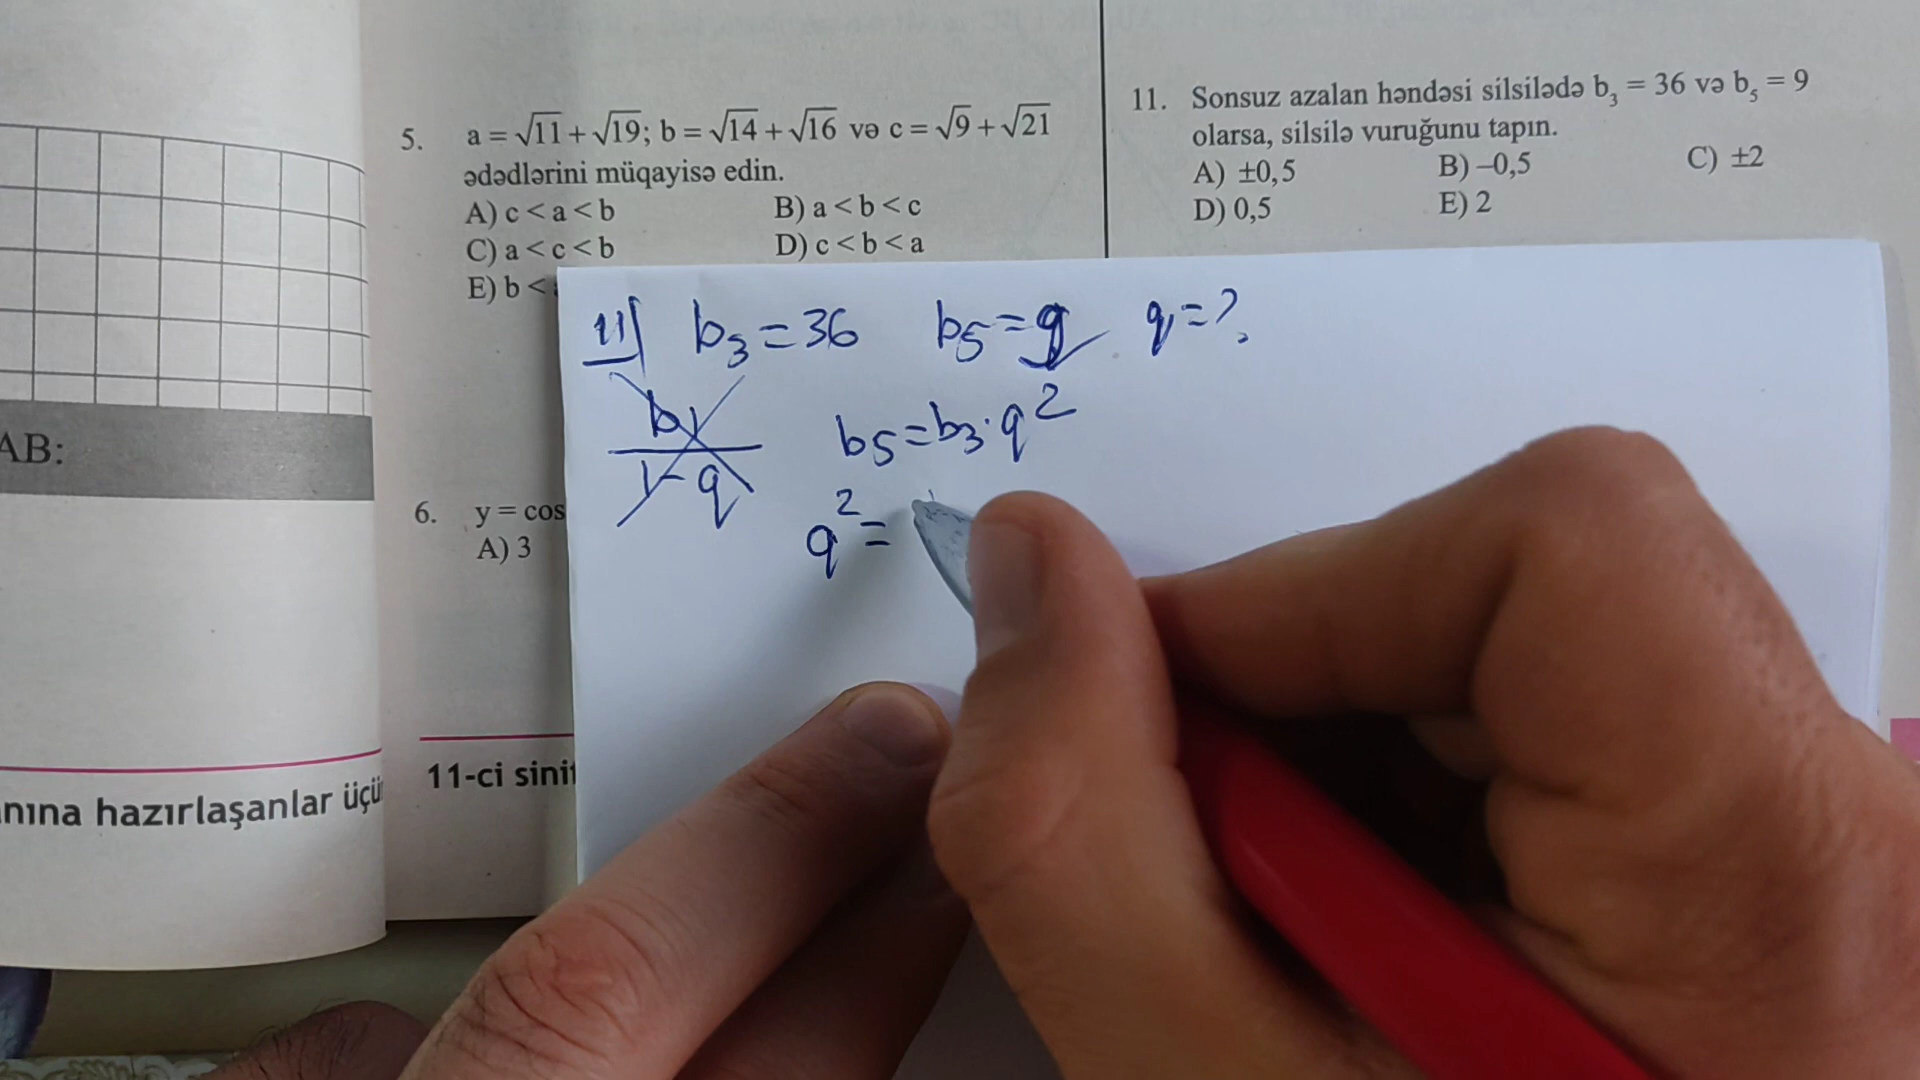 AB:
nına hazırlaşanlar üçü
5. a = √11 + √19; b = √14 + √16 və c = √9 + √21
ədədlərini müqayisə edin.
A) c < a < b B) a < b < c
C) a < c < b D) c < b < a
E) b <
6. y = cos
A) 3
11-ci sinif
11. Sonsuz azalan həndəsi silsilədə b₃ = 36 və b₅ = 9
olarsa, silsilə vuruğunu tapın.
A) ±0,5 B) –0,5 C) ±2
D) 0,5 E) 2
11 b₃ = 36 b₅ = 9 q = ?
b₁ / 1 - q
b₅ = b₃ · q²
q² =